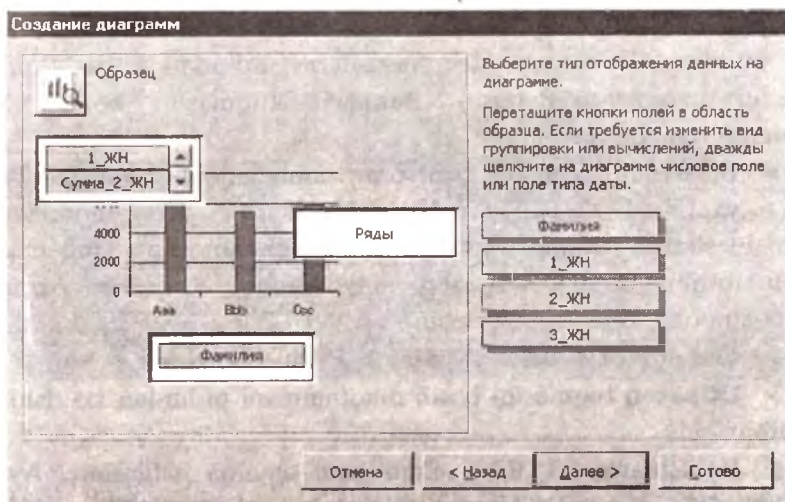 Создание диаграмм
Образец
1_ЖН
Сумма_2_ЖН
4000
2000
0
Aaa
Bbb
Ccc
Ряды
Фамилия
Выберите тип отображения данных на
диаграмме.
Перетащите кнопки полей в область
образца. Если требуется изменить вид
группировки или вычислений, дважды
щелкните на диаграмме числовое поле
или поле типа даты.
Фамилия
1_ЖН
2_ЖН
3_ЖН
Отмена
< Назад
Далее >
Готово